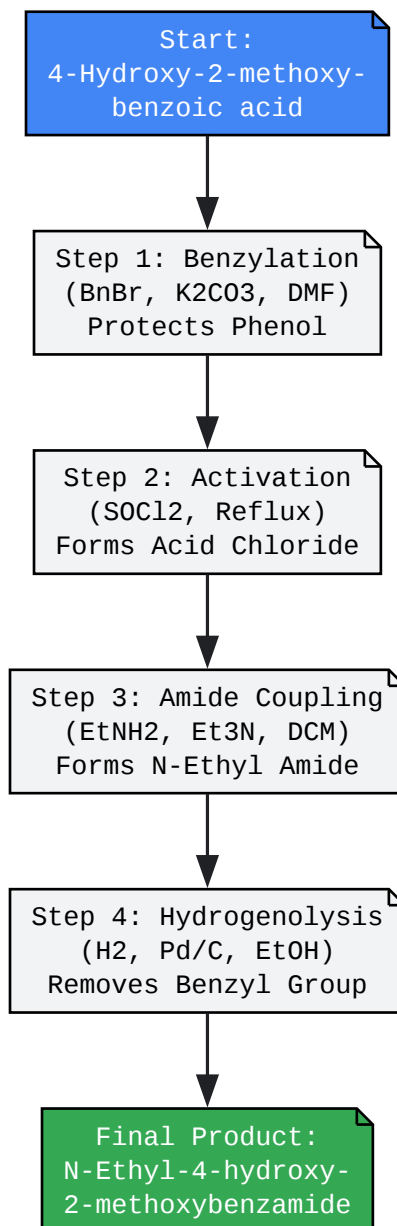 Start:
4-Hydroxy-2-methoxy-
benzoic acid
Step 1: Benzylation
(BnBr, K2CO3, DMF)
Protects Phenol
Step 2: Activation
(SOCl2, Reflux)
Forms Acid Chloride
Step 3: Amide Coupling
(EtNH2, Et3N, DCM)
Forms N-Ethyl Amide
Step 4: Hydrogenolysis
(H2, Pd/C, EtOH)
Removes Benzyl Group
Final Product:
N-Ethyl-4-hydroxy-
2-methoxybenzamide